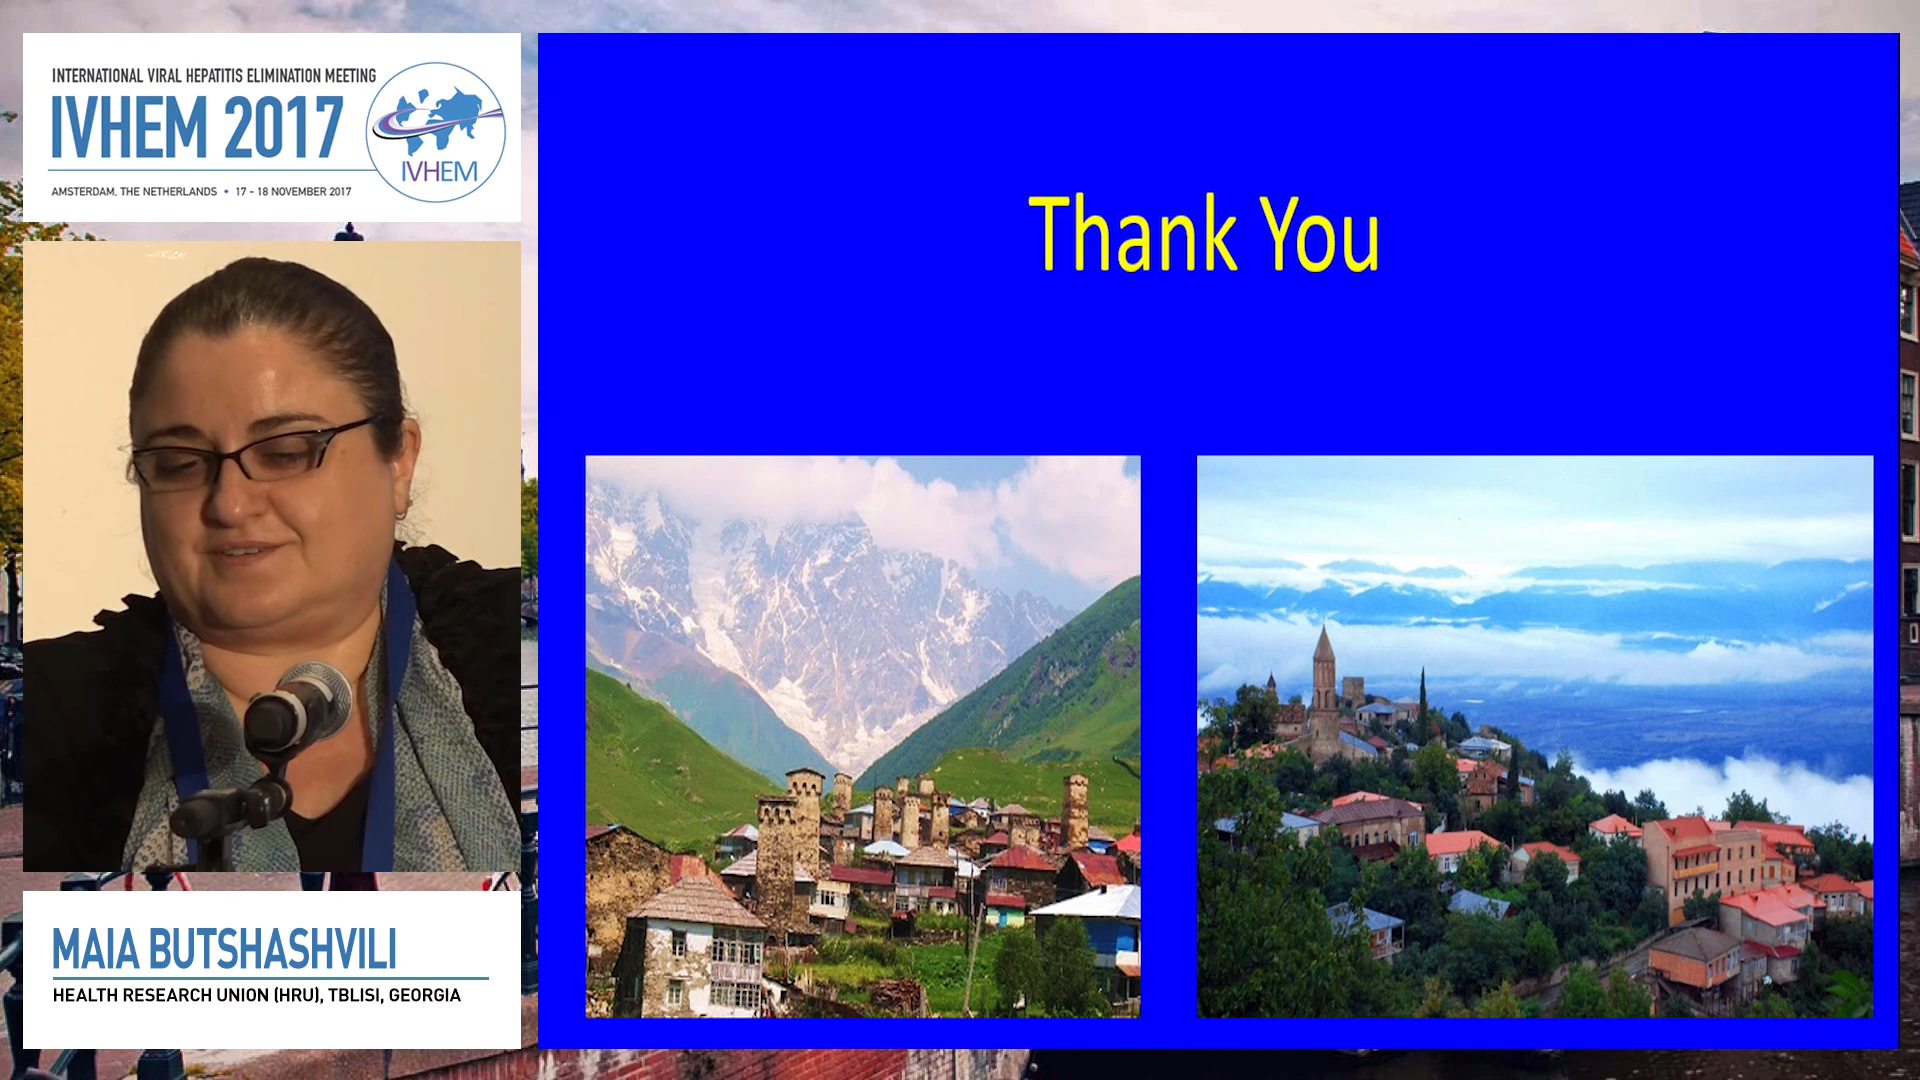 INTERNATIONAL VIRAL HEPATITIS ELIMINATION MEETING
IVHEM 2017
IVHEM
AMSTERDAM, THE NETHERLANDS • 17 - 18 NOVEMBER 2017
MAIA BUTSHASHVILI
HEALTH RESEARCH UNION (HRU), TBLISI, GEORGIA
Thank You